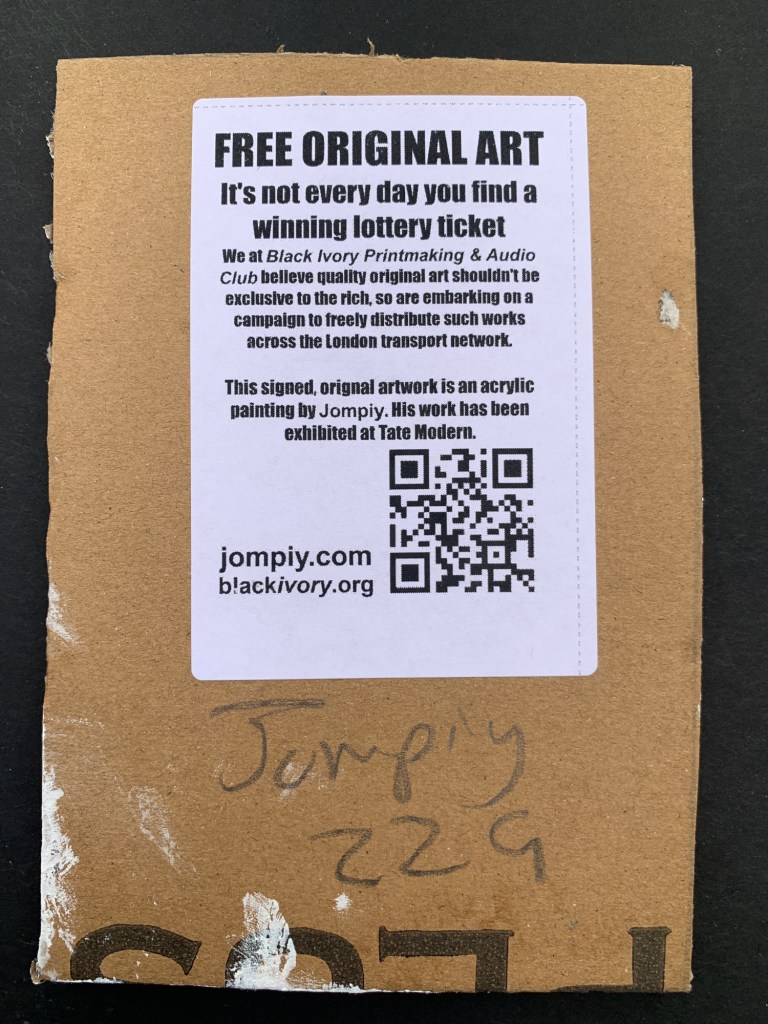 FREE ORIGINAL ART
It's not every day you find a
winning lottery ticket
We at Black Ivory Printmaking & Audio
Club believe quality original art shouldn't be
exclusive to the rich, so are embarking on a
campaign to freely distribute such works
across the London transport network.
This signed, orignal artwork is an acrylic
painting by Jompiy. His work has been
exhibited at Tate Modern.
jompiy.com
blackivory.org
Jompiy
229